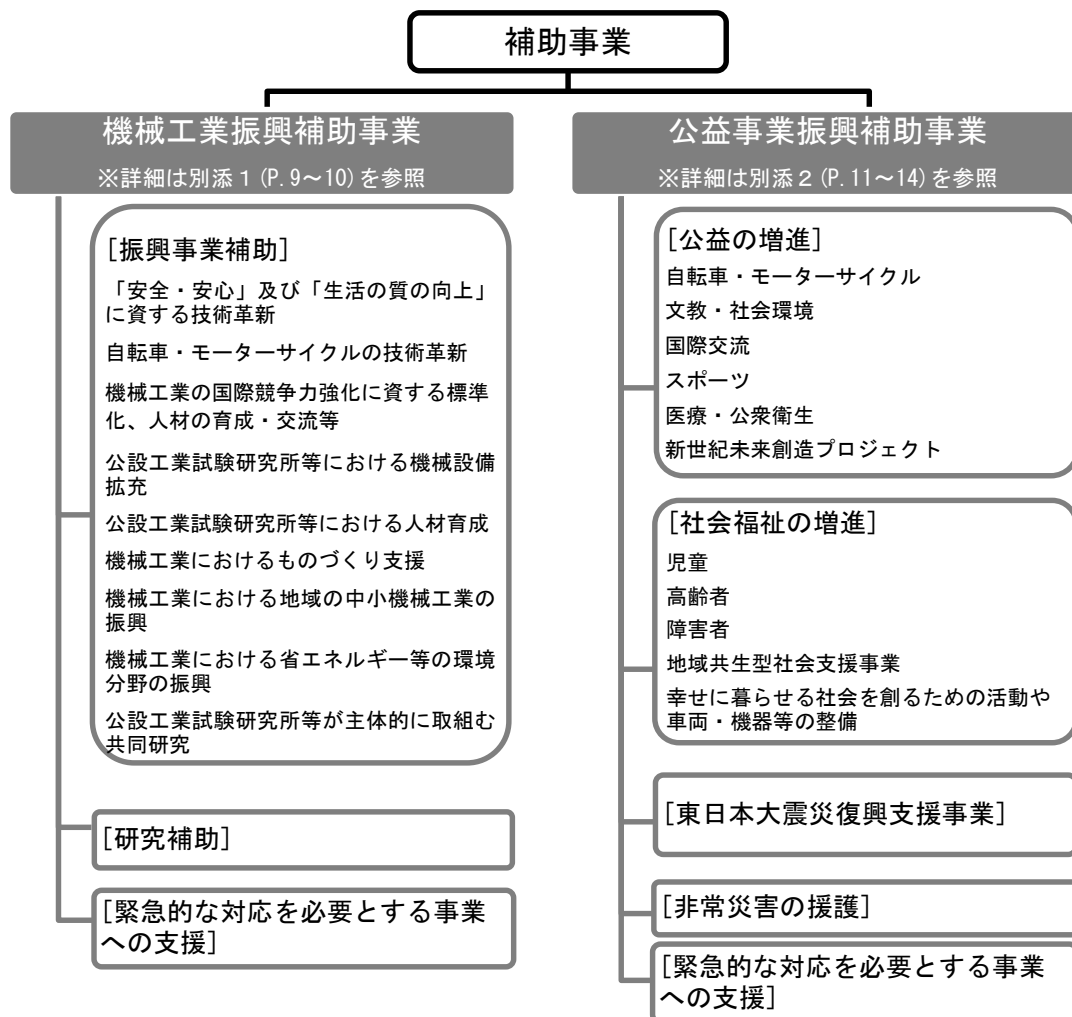 補助事業
機械工業振興補助事業
※詳細は別添1(P.9～10)を参照
[振興事業補助]
「安全・安心」及び「生活の質の向上」
に資する技術革新
自転車・モーターサイクルの技術革新
機械工業の国際競争力強化に資する標準
化、人材の育成・交流等
公設工業試験研究所等における機械設備
拡充
公設工業試験研究所等における人材育成
機械工業におけるものづくり支援
機械工業における地域の中小機械工業の
振興
機械工業における省エネルギー等の環境
分野の振興
公設工業試験研究所等が主体的に取組む
共同研究
[研究補助]
[緊急的な対応を必要とする事業
への支援]
公益事業振興補助事業
※詳細は別添2(P.11～14)を参照
[公益の増進]
自転車・モーターサイクル
文教・社会環境
国際交流
スポーツ
医療・公衆衛生
新世紀未来創造プロジェクト
[社会福祉の増進]
児童
高齢者
障害者
地域共生型社会支援事業
幸せに暮らせる社会を創るための活動や
車両・機器等の整備
[東日本大震災復興支援事業]
[非常災害の援護]
[緊急的な対応を必要とする事業
への支援]